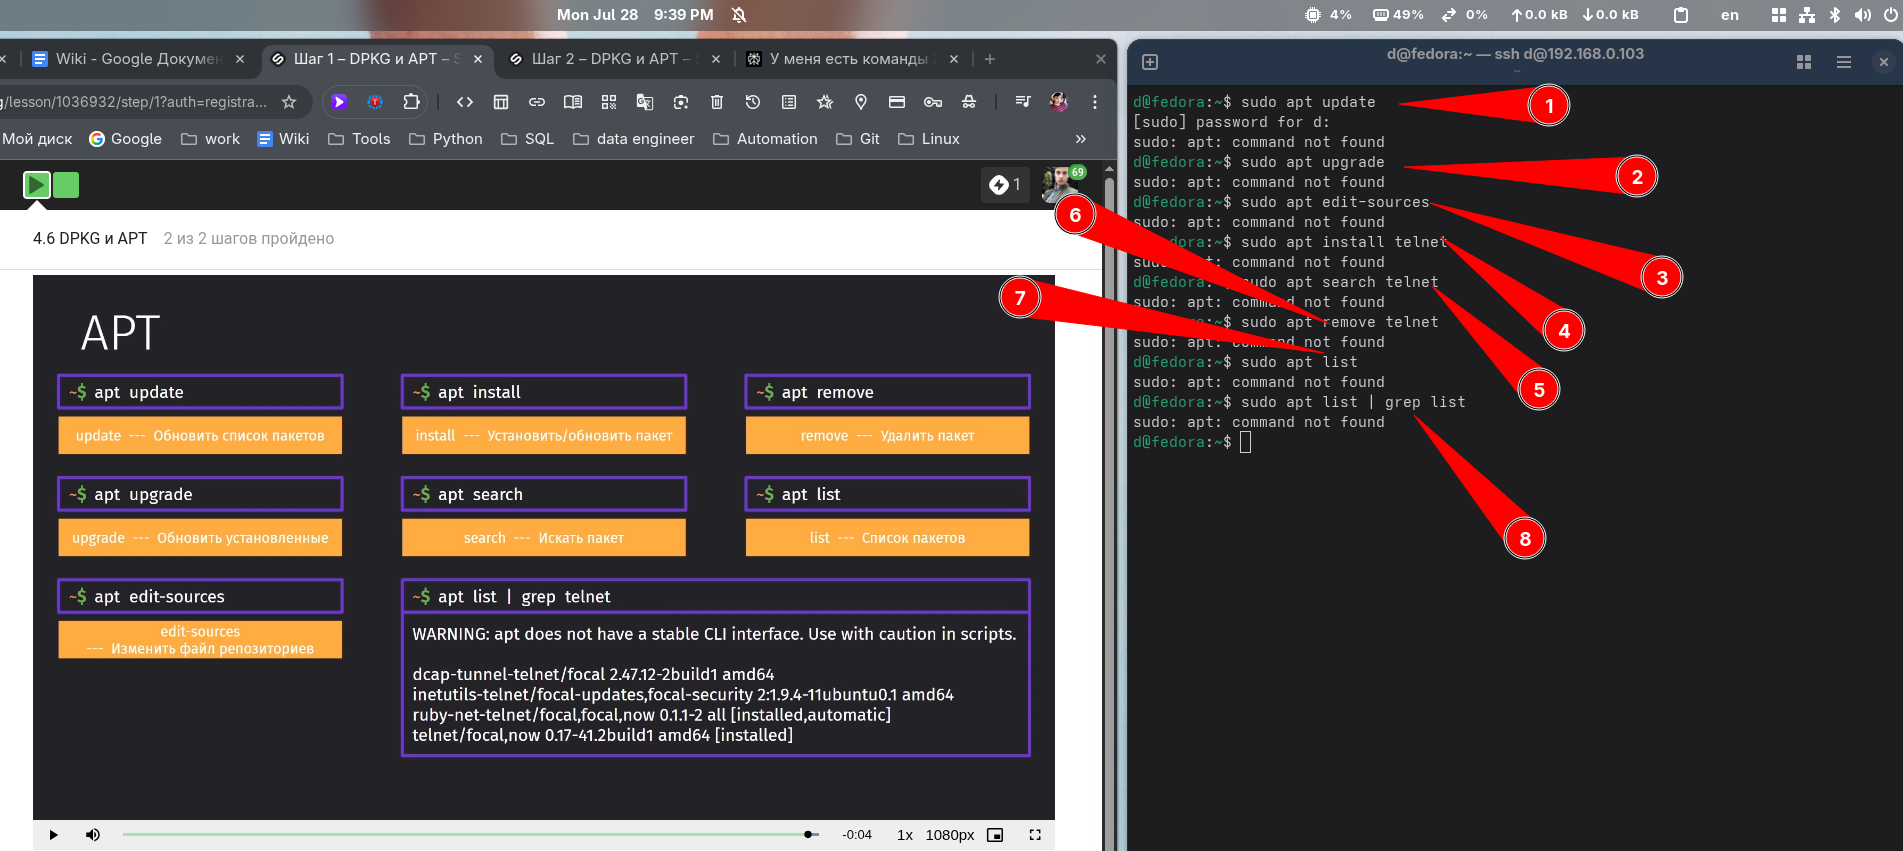 Mon Jul 28 9:39 PM
4% 49% 0% 0.0 kB 0.0 kB en
Wiki - Google Докумен
Шаг 1 – DPKG и APT –
Шаг 2 – DPKG и APT –
У меня есть команды
/lesson/1036932/step/1?auth=registra...
Мой диск Google work Wiki Tools Python SQL data engineer Automation Git Linux »
1
69
4.6 DPKG и APT 2 из 2 шагов пройдено
APT
~$ apt update
~$ apt install
~$ apt remove
update --- Обновить список пакетов
install --- Установить/обновить пакет
remove --- Удалить пакет
~$ apt upgrade
~$ apt search
~$ apt list
upgrade --- Обновить установленные
search --- Искать пакет
list --- Список пакетов
~$ apt edit-sources
~$ apt list | grep telnet
edit-sources
--- Изменить файл репозиториев
WARNING: apt does not have a stable CLI interface. Use with caution in scripts.
dcap-tunnel-telnet/focal 2.47.12-2build1 amd64
inetutils-telnet/focal-updates,focal-security 2:1.9.4-11ubuntu0.1 amd64
ruby-net-telnet/focal,focal,now 0.1.1-2 all [installed,automatic]
telnet/focal,now 0.17-41.2build1 amd64 [installed]
-0:04 1x 1080px
d@fedora:~ — ssh d@192.168.0.103
~
d@fedora:~$ sudo apt update
[sudo] password for d:
sudo: apt: command not found
d@fedora:~$ sudo apt upgrade
sudo: apt: command not found
d@fedora:~$ sudo apt edit-sources
sudo: apt: command not found
dora:~$ sudo apt install telnet
sudo: apt: command not found
d@fedora:~$ sudo apt search telnet
sudo: apt: command not found
:~$ sudo apt remove telnet
sudo: apt: command not found
d@fedora:~$ sudo apt list
sudo: apt: command not found
d@fedora:~$ sudo apt list | grep list
sudo: apt: command not found
d@fedora:~$
1
2
3
4
5
6
7
8